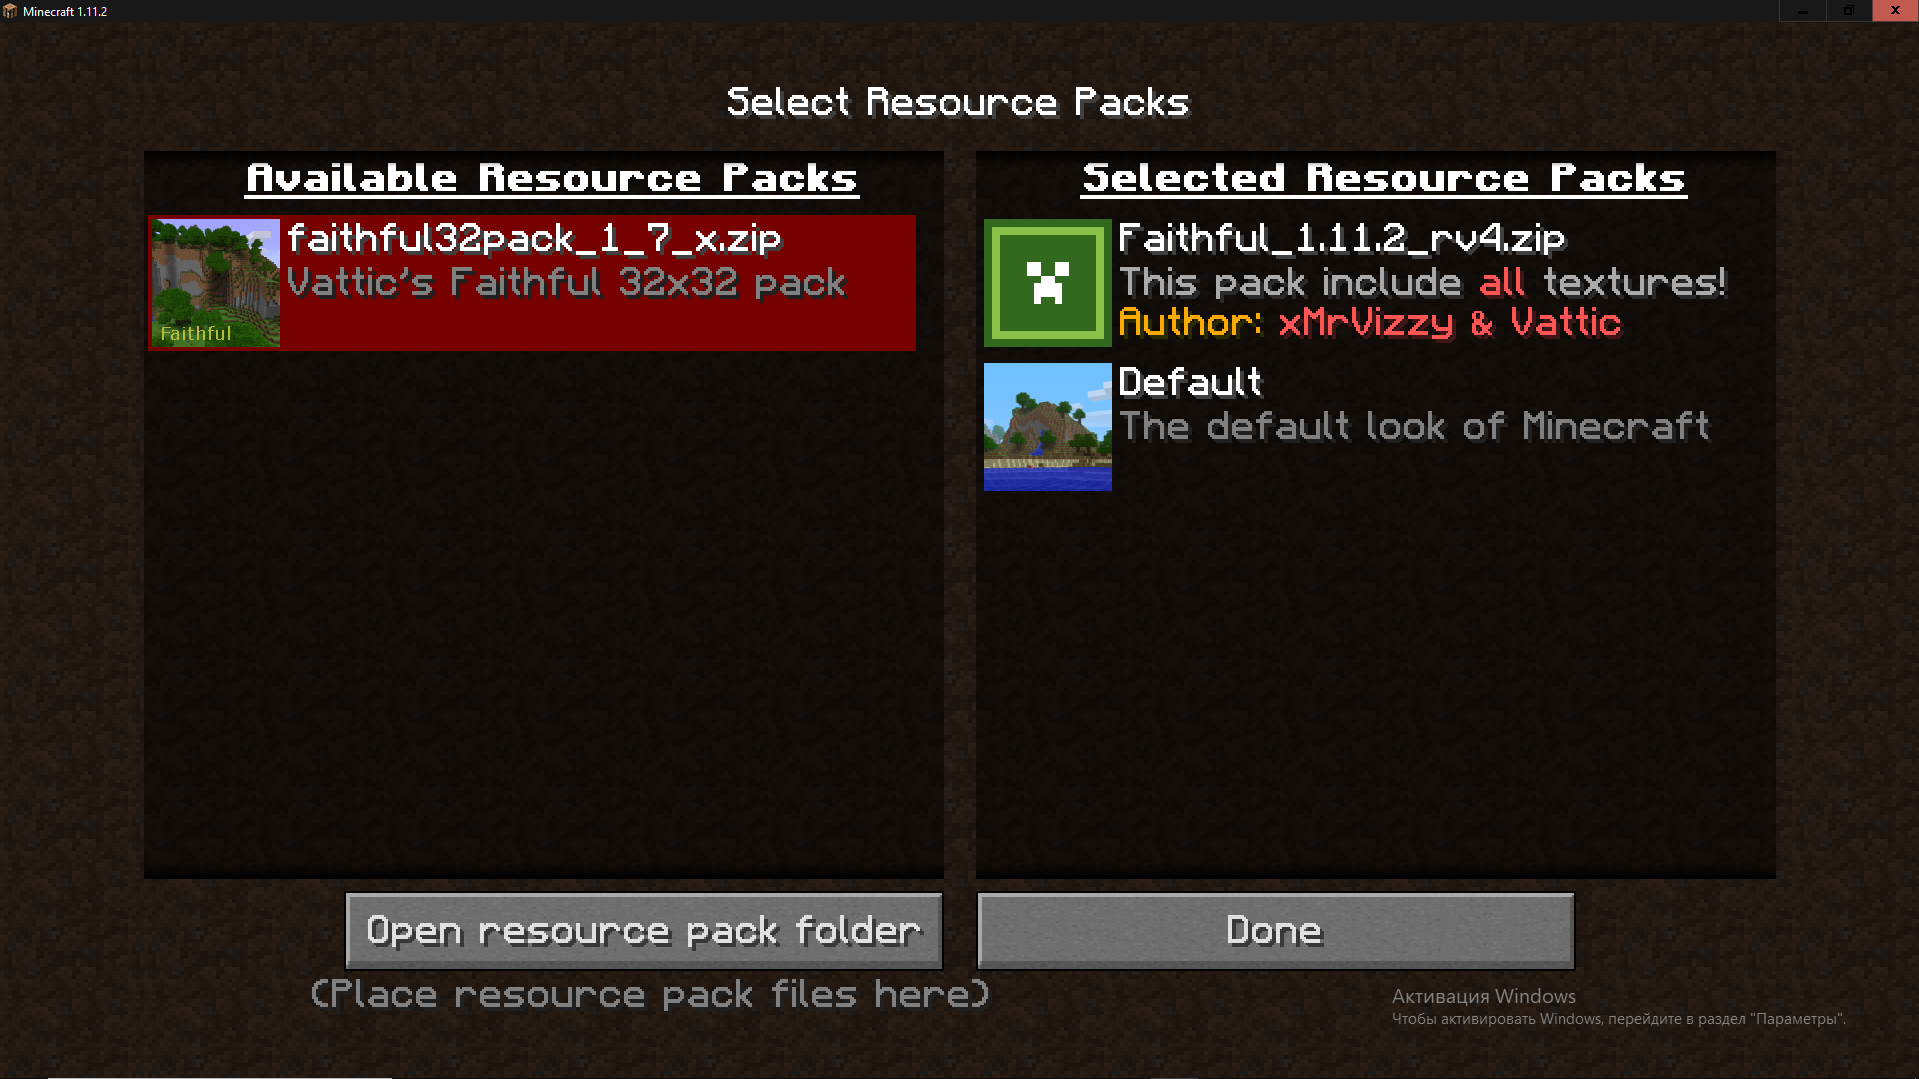 Minecraft 1.11.2
Select Resource Packs
Available Resource Packs
faithful32pack_1_7_x.zip
Vattic's Faithful 32x32 pack
Faithful
Selected Resource Packs
Faithful_1.11.2_rv4.zip
This pack include all textures!
Author: xMrVizzy & Vattic
Default
The default look of Minecraft
Open resource pack folder
Done
(Place resource pack files here)
Активация Windows
Чтобы активировать Windows, перейдите в раздел "Параметры".